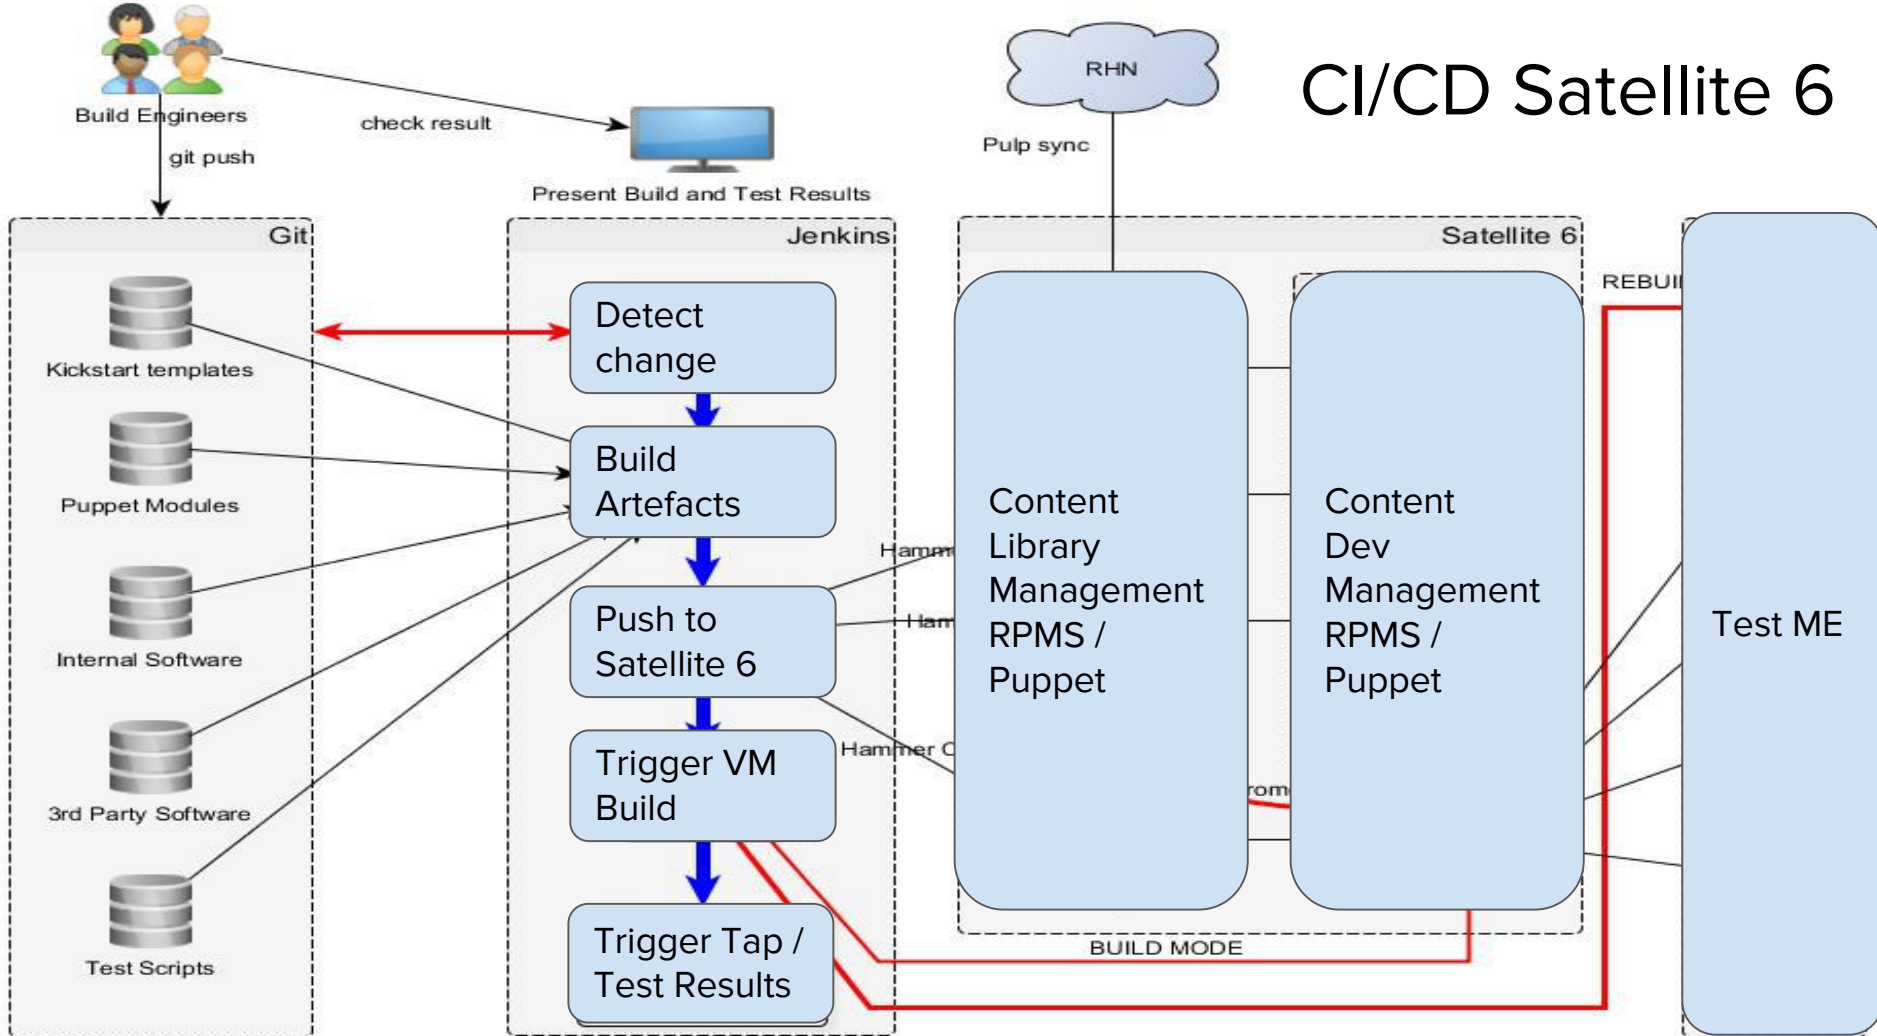 CI/CD Satellite 6
Build Engineers
git push
check result
Present Build and Test Results
RHN
Pulp sync
Git
Kickstart templates
Puppet Modules
Internal Software
3rd Party Software
Test Scripts
Jenkins
Detect
change
Build
Artefacts
Push to
Satellite 6
Trigger VM
Build
Trigger Tap /
Test Results
Hammer C
Satellite 6
Content
Library
Management
RPMS /
Puppet
Content
Dev
Management
RPMS /
Puppet
BUILD MODE
Test ME